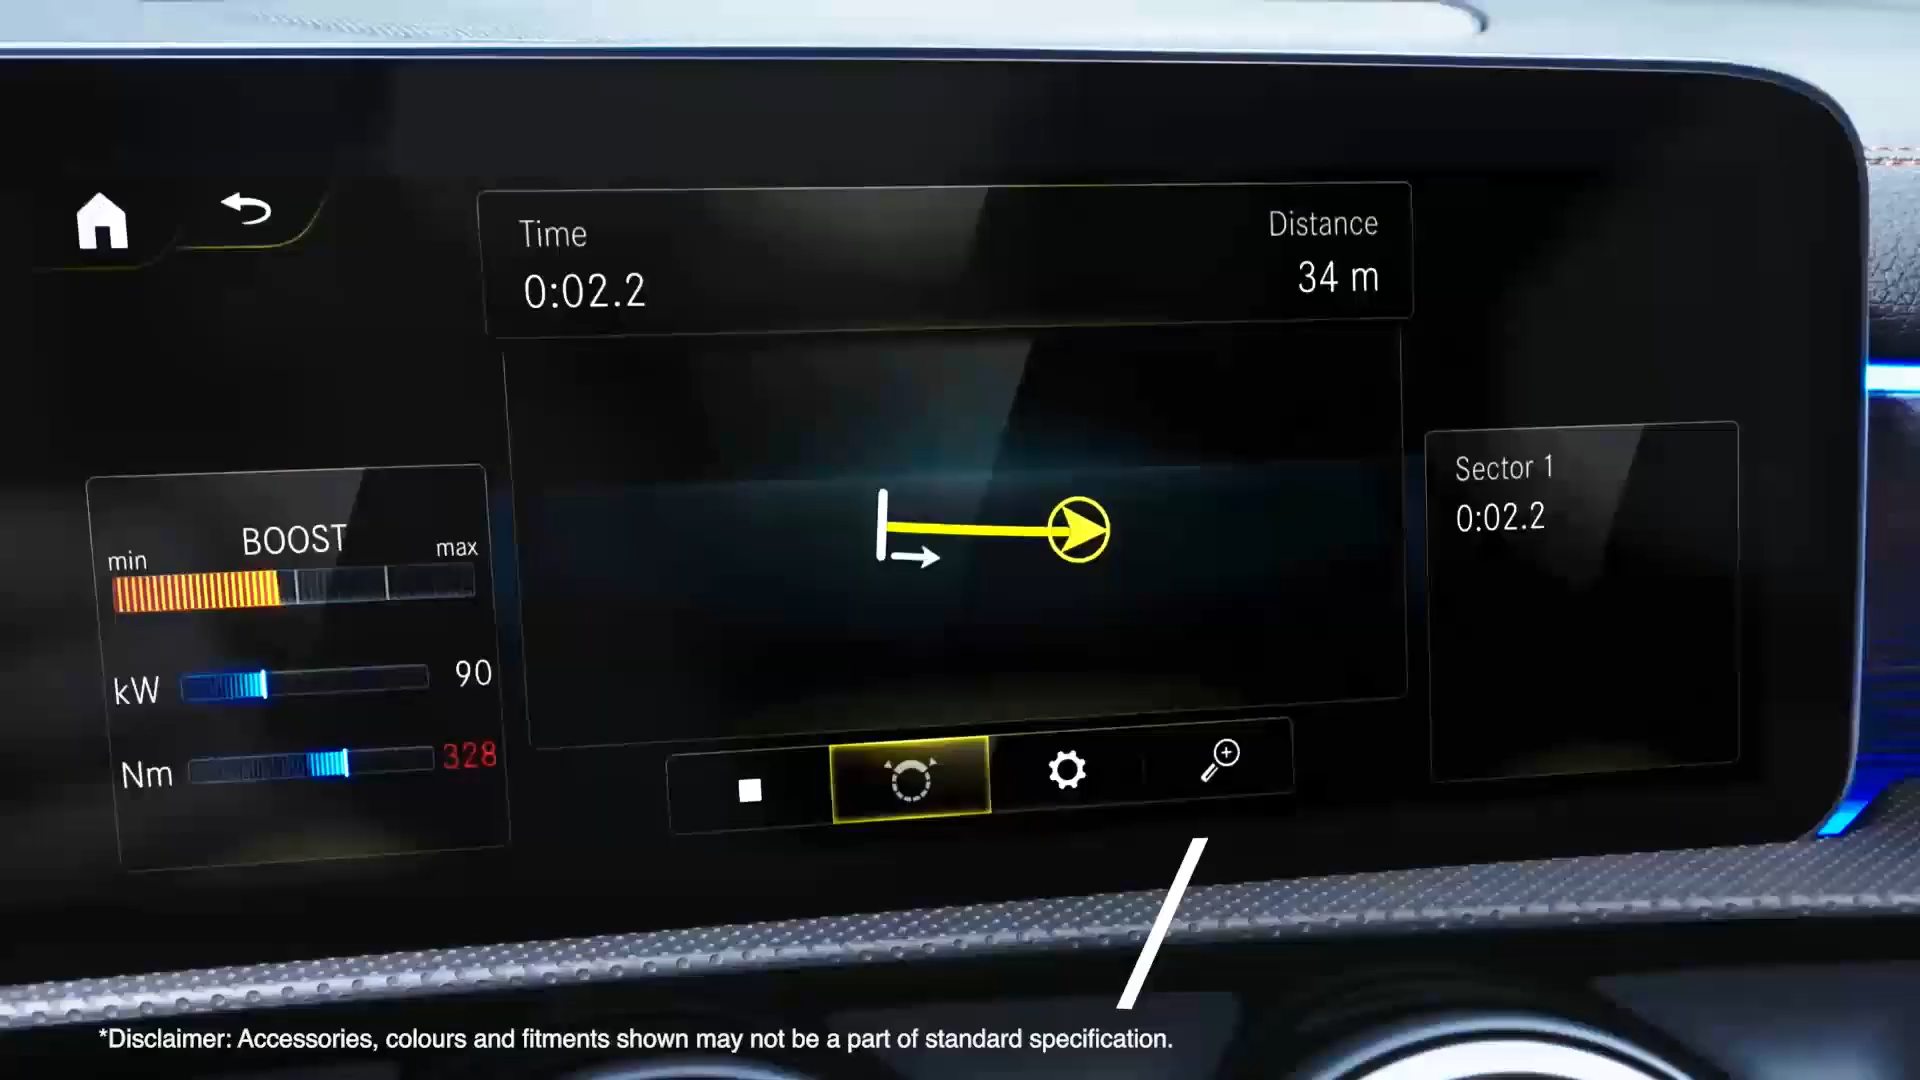 Time
0:02.2
Distance
34 m
BOOST
min
max
kW
90
Nm
328
Sector 1
0:02.2
*Disclaimer: Accessories, colours and fitments shown may not be a part of standard specification.